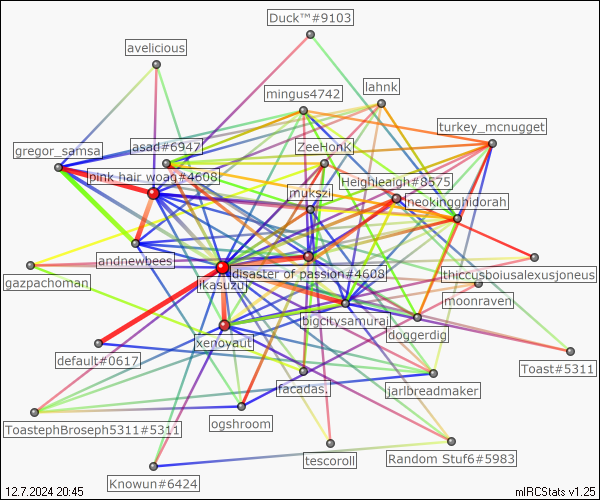 Duck™#9103
avelicious
mingus4742
lahnk
turkey_mcnugget
gregor_samsa
asad#6947
ZeeHonK
pink hair woag#4608
Heighleaigh#8575
mukszil
neokingghidorah
andnewbees
disaster of passion#4608
thiccusboiusalexusjoneus
gazpachoman
ikasuzu
moonraven
bigcitysamurai
doggerdig
xenoyaut
default#0617
Toast#5311
facadas.
jarlbreadmaker
ToastephBroseph5311#5311
ogshroom
tescoroll
Random Stuf6#5983
Knowun#6424
12.7.2024 20:45
mIRCStats v1.25